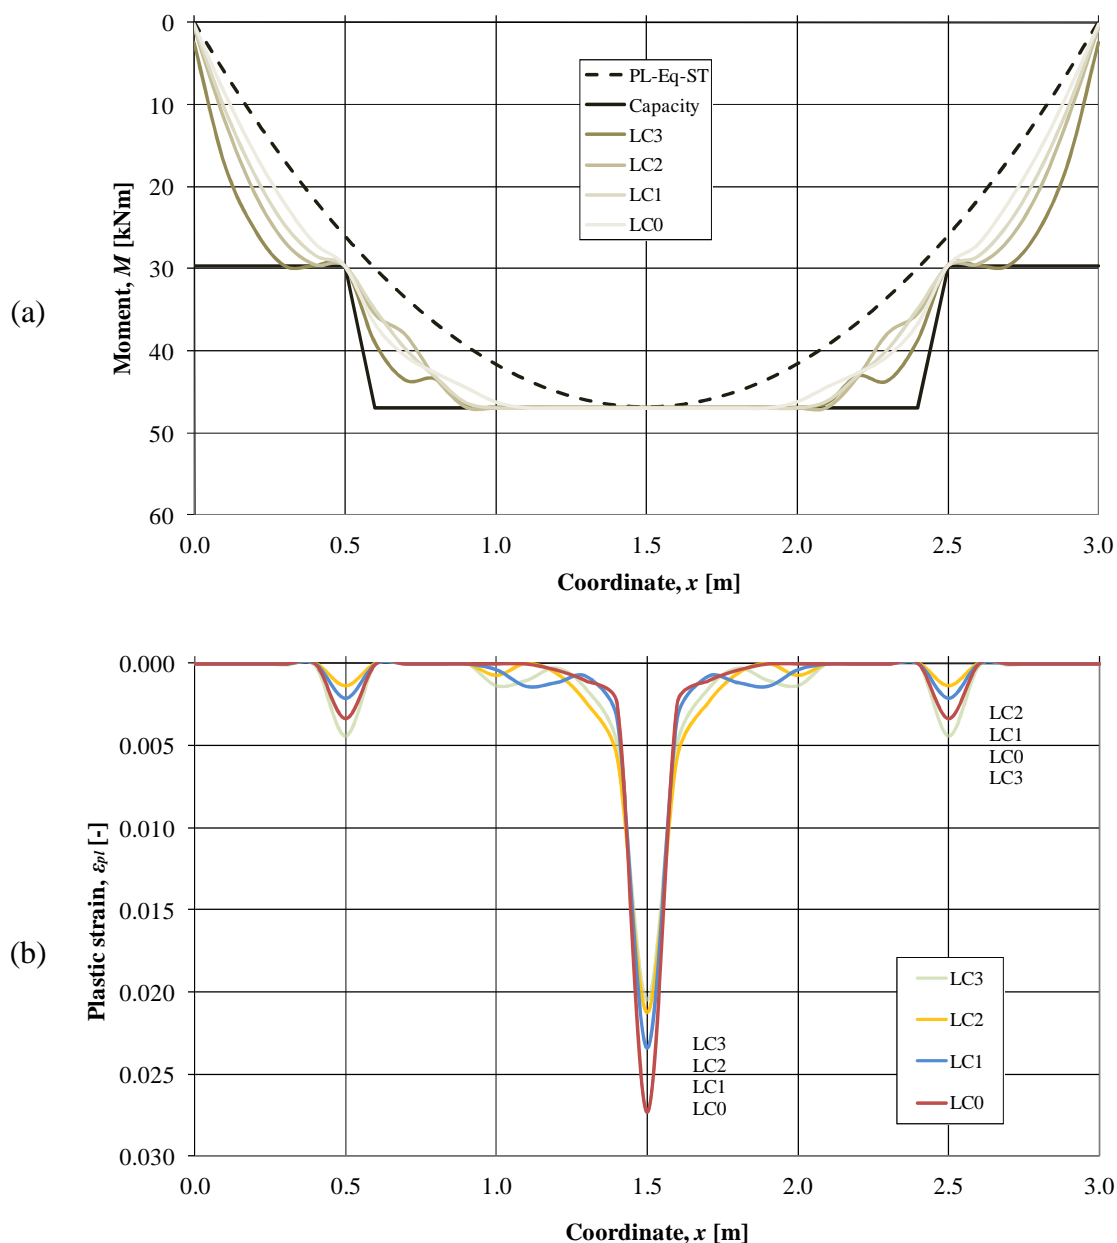 (a)
Moment, M [kNm]
0
10
20
30
40
50
60
PL-Eq-ST
Capacity
LC3
LC2
LC1
LC0
0.0 0.5 1.0 1.5 2.0 2.5 3.0
Coordinate, x [m]
(b)
Plastic strain, εpl [-]
0.000
0.005
0.010
0.015
0.020
0.025
0.030
LC2
LC1
LC0
LC3
LC3
LC2
LC1
LC0
LC3
LC2
LC1
LC0
0.0 0.5 1.0 1.5 2.0 2.5 3.0
Coordinate, x [m]